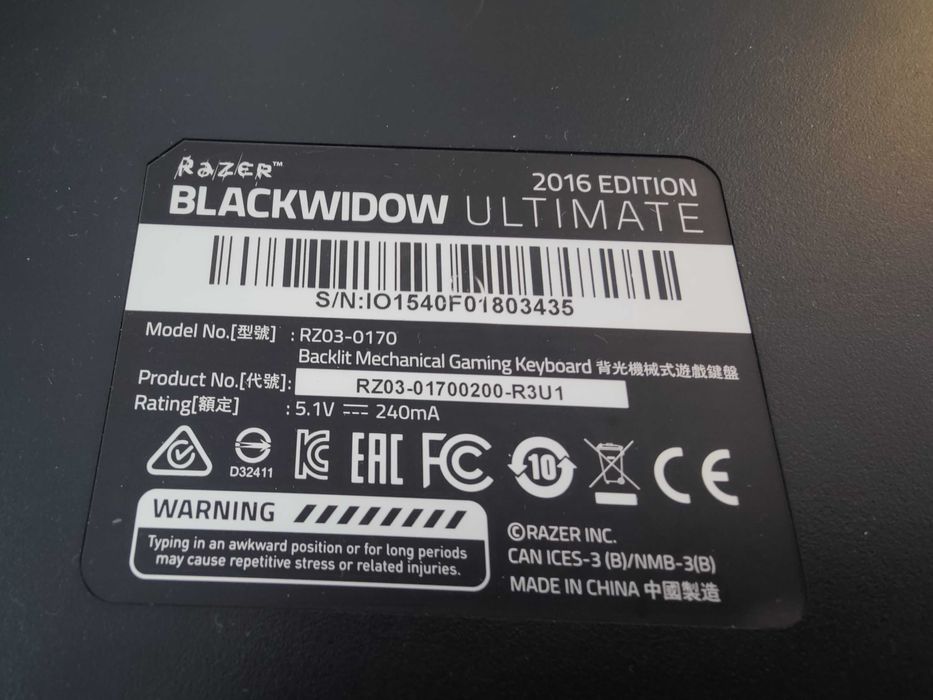 RAZER™
2016 EDITION
BLACKWIDOW ULTIMATE
S/N:IO1540F01803435
Model No.[型號] : RZ03-0170
Backlit Mechanical Gaming Keyboard 背光機械式遊戲鍵盤
Product No.[代號]: RZ03-01700200-R3U1
Rating[額定] : 5.1V ⎓ 240mA
D32411
EAC
FC
10
CE
WARNING
Typing in an awkward position or for long periods
may cause repetitive stress or related injuries.
©RAZER INC.
CAN ICES-3 (B)/NMB-3(B)
MADE IN CHINA 中國製造